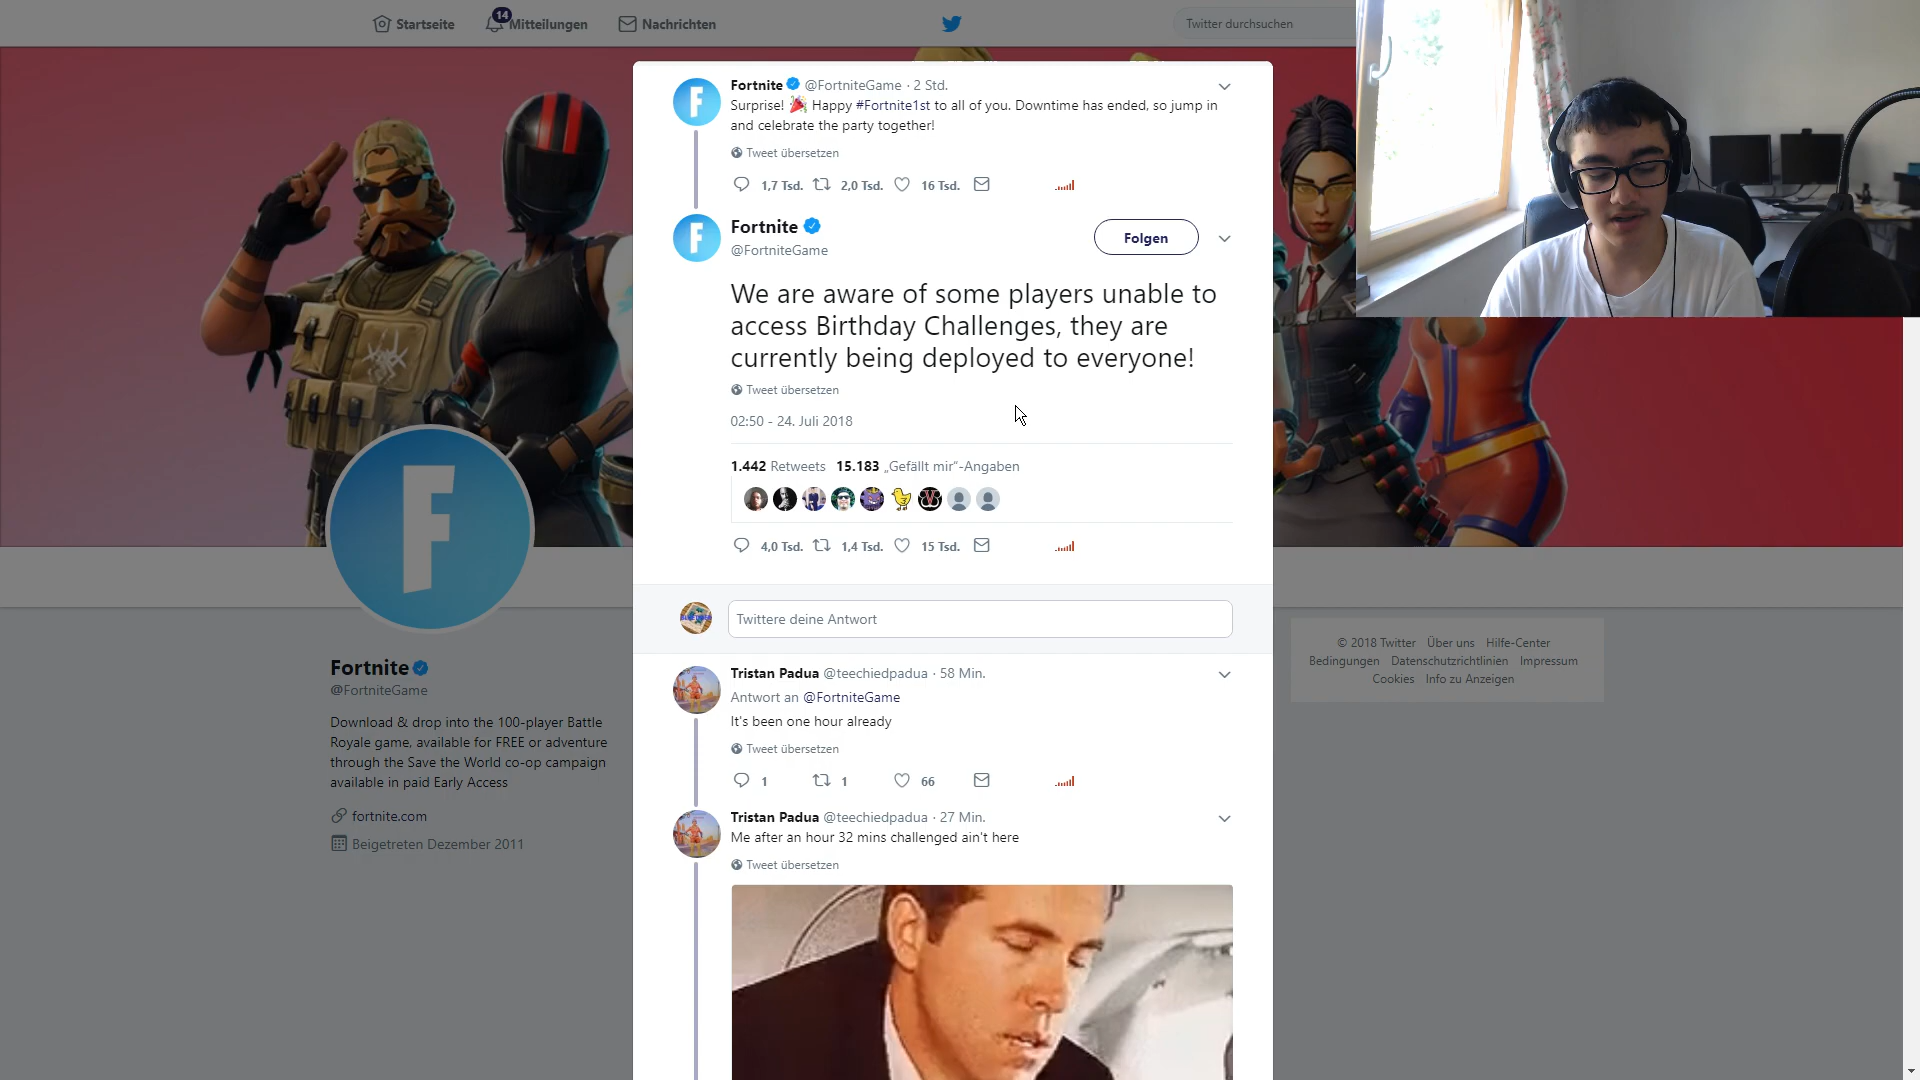 Startseite
14
Mitteilungen
Nachrichten
Twitter durchsuchen
Fortnite @FortniteGame · 2 Std.
Surprise! 🎉 Happy #Fortnite1st to all of you. Downtime has ended, so jump in
and celebrate the party together!
Tweet übersetzen
1,7 Tsd. 2,0 Tsd. 16 Tsd.
Fortnite
@FortniteGame
Folgen
We are aware of some players unable to
access Birthday Challenges, they are
currently being deployed to everyone!
Tweet übersetzen
02:50 - 24. Juli 2018
1.442 Retweets 15.183 „Gefällt mir“-Angaben
4,0 Tsd. 1,4 Tsd. 15 Tsd.
Twittere deine Antwort
Tristan Padua @teechiedpadua · 58 Min.
Antwort an @FortniteGame
It's been one hour already
Tweet übersetzen
1 1 66
Tristan Padua @teechiedpadua · 27 Min.
Me after an hour 32 mins challenged ain't here
Tweet übersetzen
F
Fortnite
@FortniteGame
Download & drop into the 100-player Battle
Royale game, available for FREE or adventure
through the Save the World co-op campaign
available in paid Early Access
fortnite.com
Beigetreten Dezember 2011
© 2018 Twitter Über uns Hilfe-Center
Bedingungen Datenschutzrichtlinien Impressum
Cookies Info zu Anzeigen